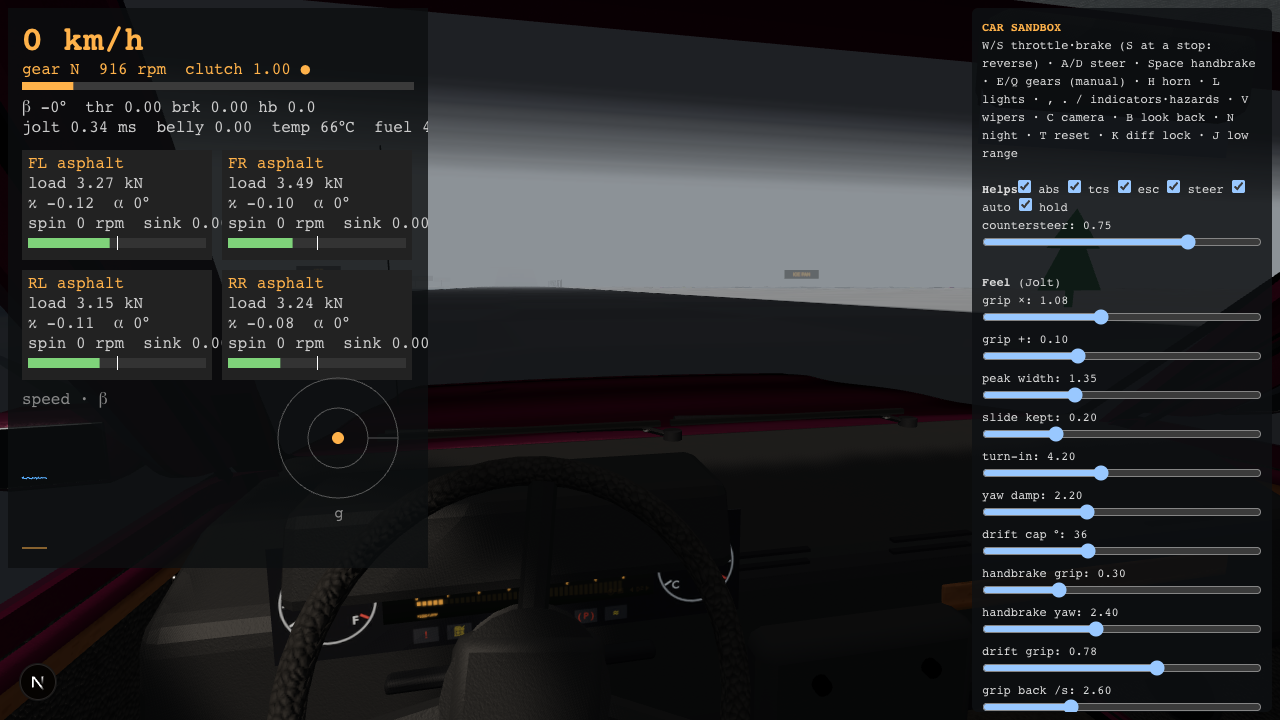 0 km/h
gear N 916 rpm clutch 1.00 ●
β -0° thr 0.00 brk 0.00 hb 0.0
jolt 0.34 ms belly 0.00 temp 66°C fuel 4
FL asphalt
load 3.27 kN
ϰ -0.12 α 0°
spin 0 rpm sink 0.0
FR asphalt
load 3.49 kN
ϰ -0.10 α 0°
spin 0 rpm sink 0.00
RL asphalt
load 3.15 kN
ϰ -0.11 α 0°
spin 0 rpm sink 0.0
RR asphalt
load 3.24 kN
ϰ -0.08 α 0°
spin 0 rpm sink 0.00
speed · β
g
F
C
(P)
!
N
CAR SANDBOX
W/S throttle·brake (S at a stop:
reverse) · A/D steer · Space handbrake
· E/Q gears (manual) · H horn · L
lights · , . / indicators·hazards · V
wipers · C camera · B look back · N
night · T reset · K diff lock · J low
range
Helps abs tcs esc steer
auto hold
countersteer: 0.75
Feel (Jolt)
grip ×: 1.08
grip +: 0.10
peak width: 1.35
slide kept: 0.20
turn-in: 4.20
yaw damp: 2.20
drift cap °: 36
handbrake grip: 0.30
handbrake yaw: 2.40
drift grip: 0.78
grip back /s: 2.60